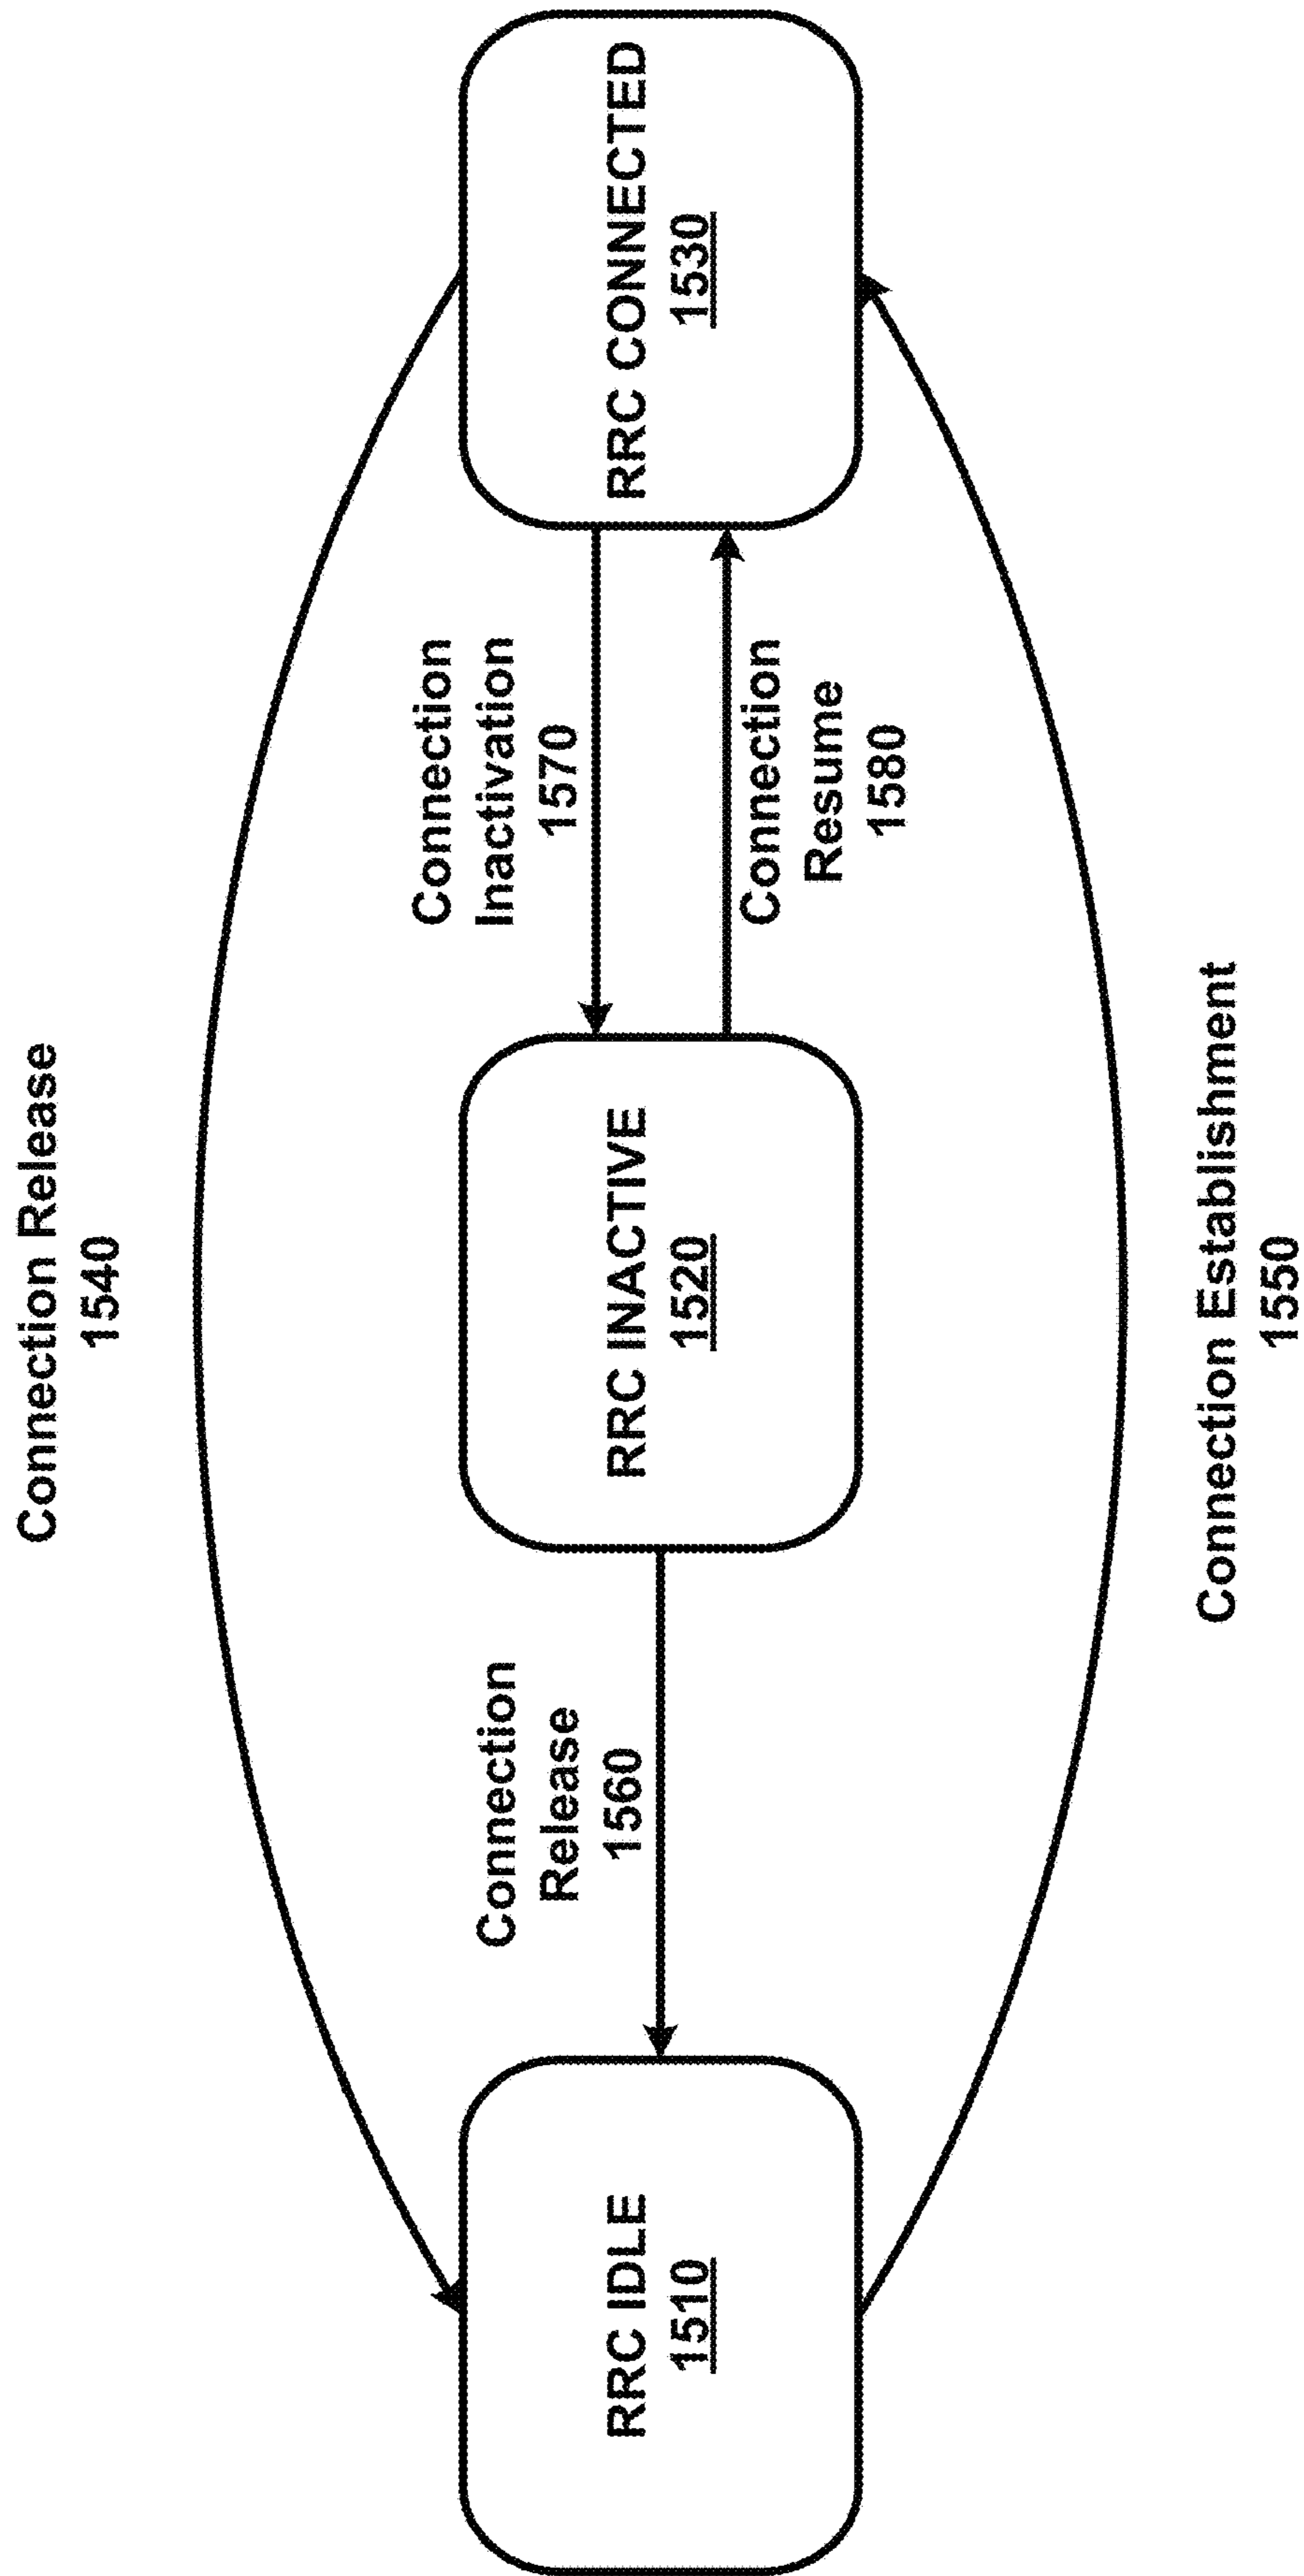 Connection Release
1540
RRC IDLE
1510
Connection
Release
1560
RRC INACTIVE
1520
Connection
Inactivation
1570
Connection
Resume
1580
RRC CONNECTED
1530
Connection Establishment
1550